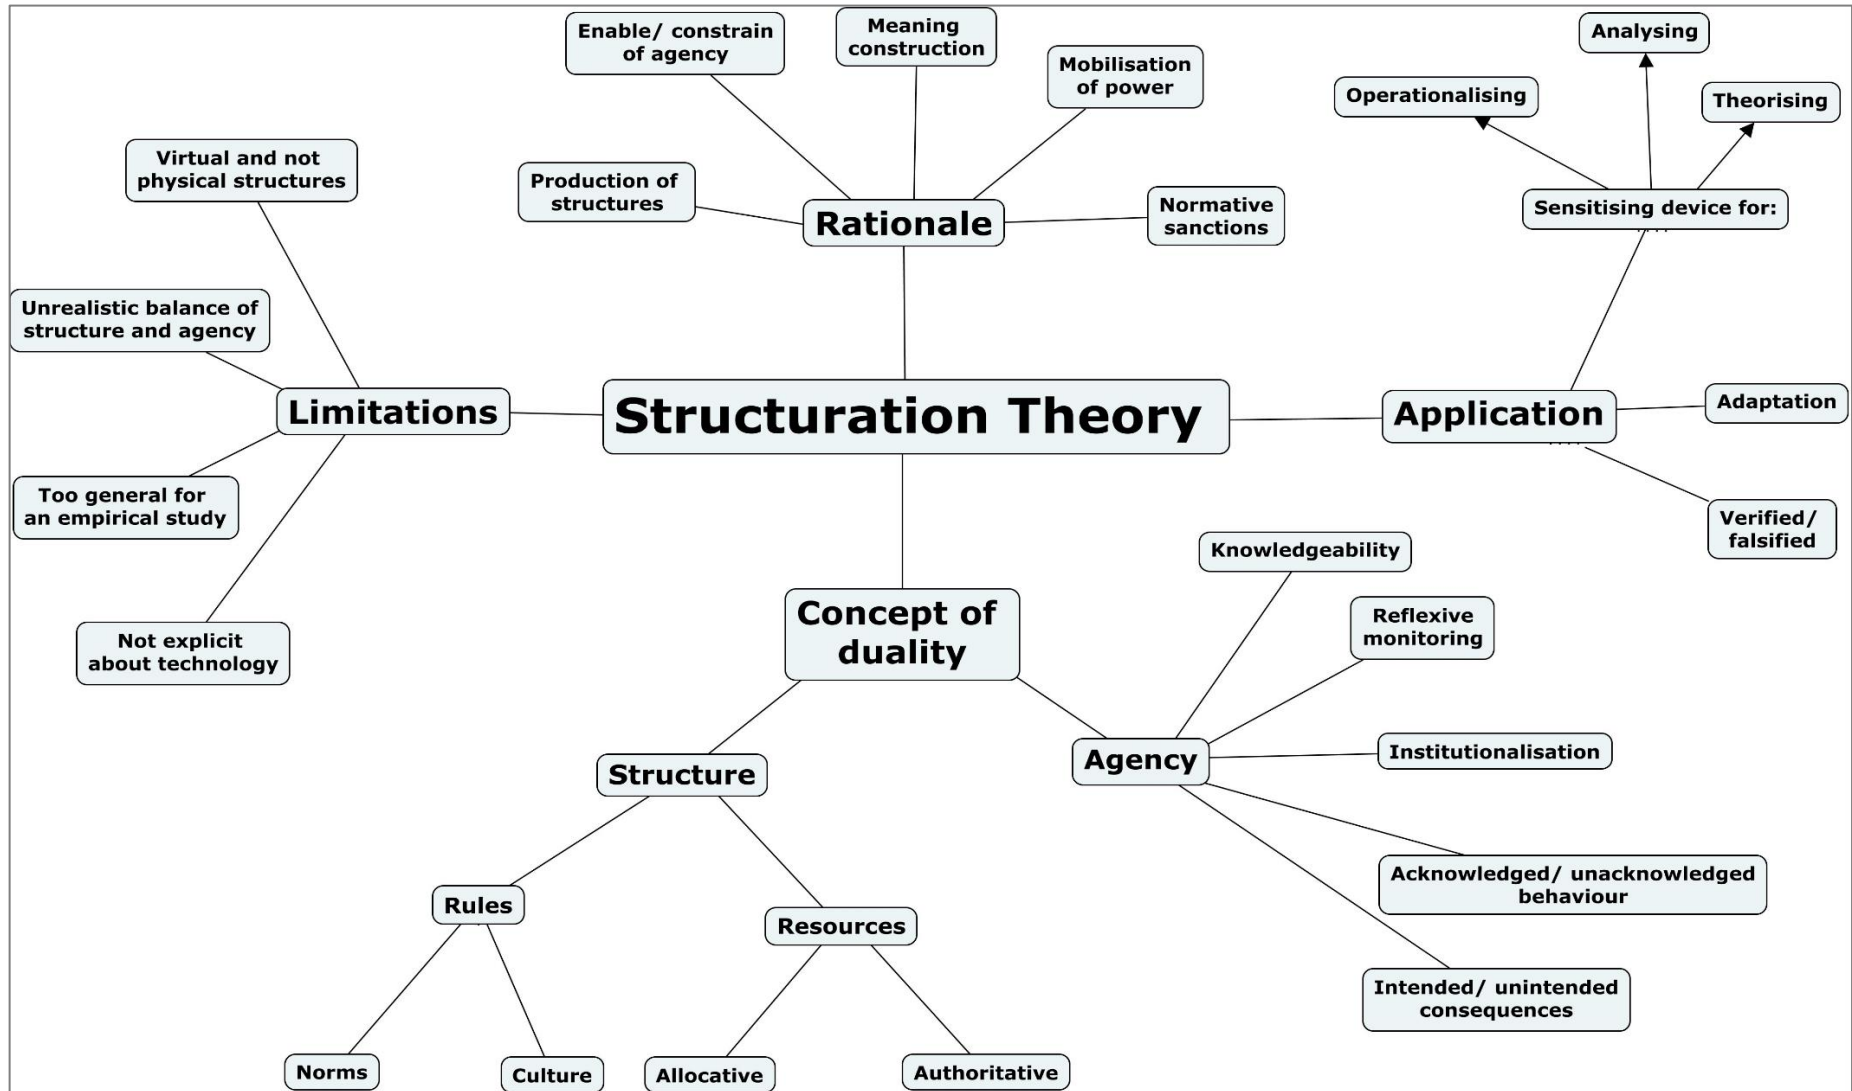 Enable/ constrain
of agency
Meaning
construction
Mobilisation
of power
Production of
structures
Normative
sanctions
Rationale
Analysing
Operationalising
Theorising
Sensitising device for:
Virtual and not
physical structures
Unrealistic balance of
structure and agency
Limitations
Too general for
an empirical study
Not explicit
about technology
Structuration Theory
Application
Adaptation
Verified/
falsified
Concept of
duality
Knowledgeability
Reflexive
monitoring
Agency
Institutionalisation
Acknowledged/ unacknowledged
behaviour
Intended/ unintended
consequences
Structure
Rules
Resources
Norms
Culture
Allocative
Authoritative